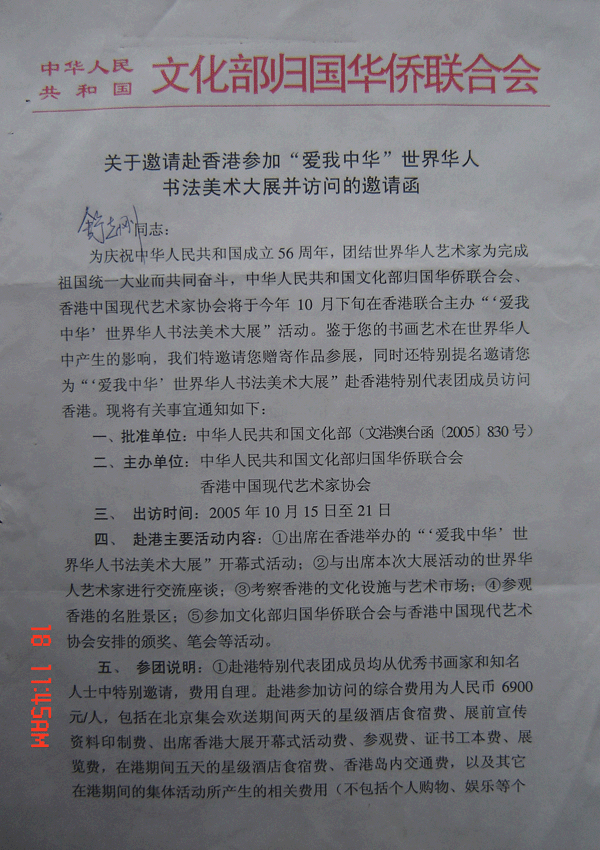 中华人民
共和国
文化部归国华侨联合会
关于邀请赴香港参加“爱我中华”世界华人
书法美术大展并访问的邀请函
同志：
为庆祝中华人民共和国成立 56 周年，团结世界华人艺术家为完成
祖国统一大业而共同奋斗，中华人民共和国文化部归国华侨联合会、
香港中国现代艺术家协会将于今年 10 月下旬在香港联合主办“‘爱我
中华’世界华人书法美术大展”活动。鉴于您的书画艺术在世界华人
中产生的影响，我们特邀请您赠寄作品参展，同时还特别提名邀请您
为“‘爱我中华’世界华人书法美术大展”赴香港特别代表团成员访问
香港。现将有关事宜通知如下：
一、批准单位：中华人民共和国文化部（文港澳台函〔2005〕830 号）
二、主办单位：中华人民共和国文化部归国华侨联合会
香港中国现代艺术家协会
三、 出访时间：2005 年 10 月 15 日至 21 日
四、 赴港主要活动内容：①出席在香港举办的“‘爱我中华’世
界华人书法美术大展”开幕式活动；②与出席本次大展活动的世界华
人艺术家进行交流座谈；③考察香港的文化设施与艺术市场；④参观
香港的名胜景区；⑤参加文化部归国华侨联合会与香港中国现代艺术
协会安排的颁奖、笔会等活动。
五、 参团说明：①赴港特别代表团成员均从优秀书画家和知名
人士中特别邀请，费用自理。赴港参加访问的综合费用为人民币 6900
元/人，包括在北京集会欢送期间两天的星级酒店食宿费、展前宣传
资料印制费、出席香港大展开幕式活动费、参观费、证书工本费、展
览费，在港期间五天的星级酒店食宿费、香港岛内交通费，以及其它
在港期间的集体活动所产生的相关费用（不包括个人购物、娱乐等个
18 11:45AM